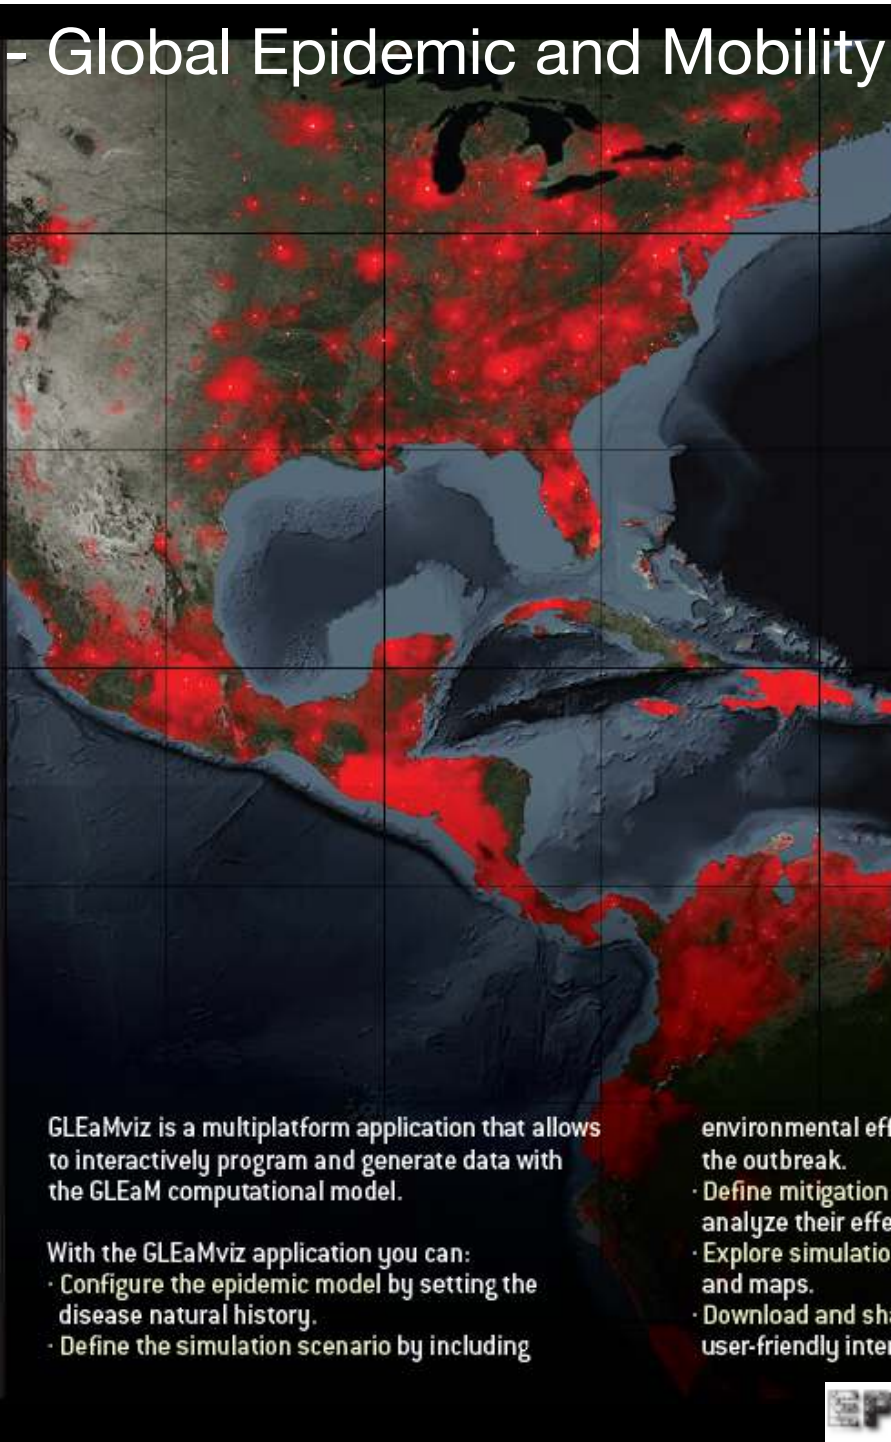 - Global Epidemic and Mobility
GLEaMviz is a multiplatform application that allows
to interactively program and generate data with
the GLEaM computational model.
With the GLEaMviz application you can:
· Configure the epidemic model by setting the
disease natural history.
· Define the simulation scenario by including
environmental eff
the outbreak.
· Define mitigation
analyze their effe
· Explore simulatio
and maps.
· Download and sha
user-friendly inter
EP